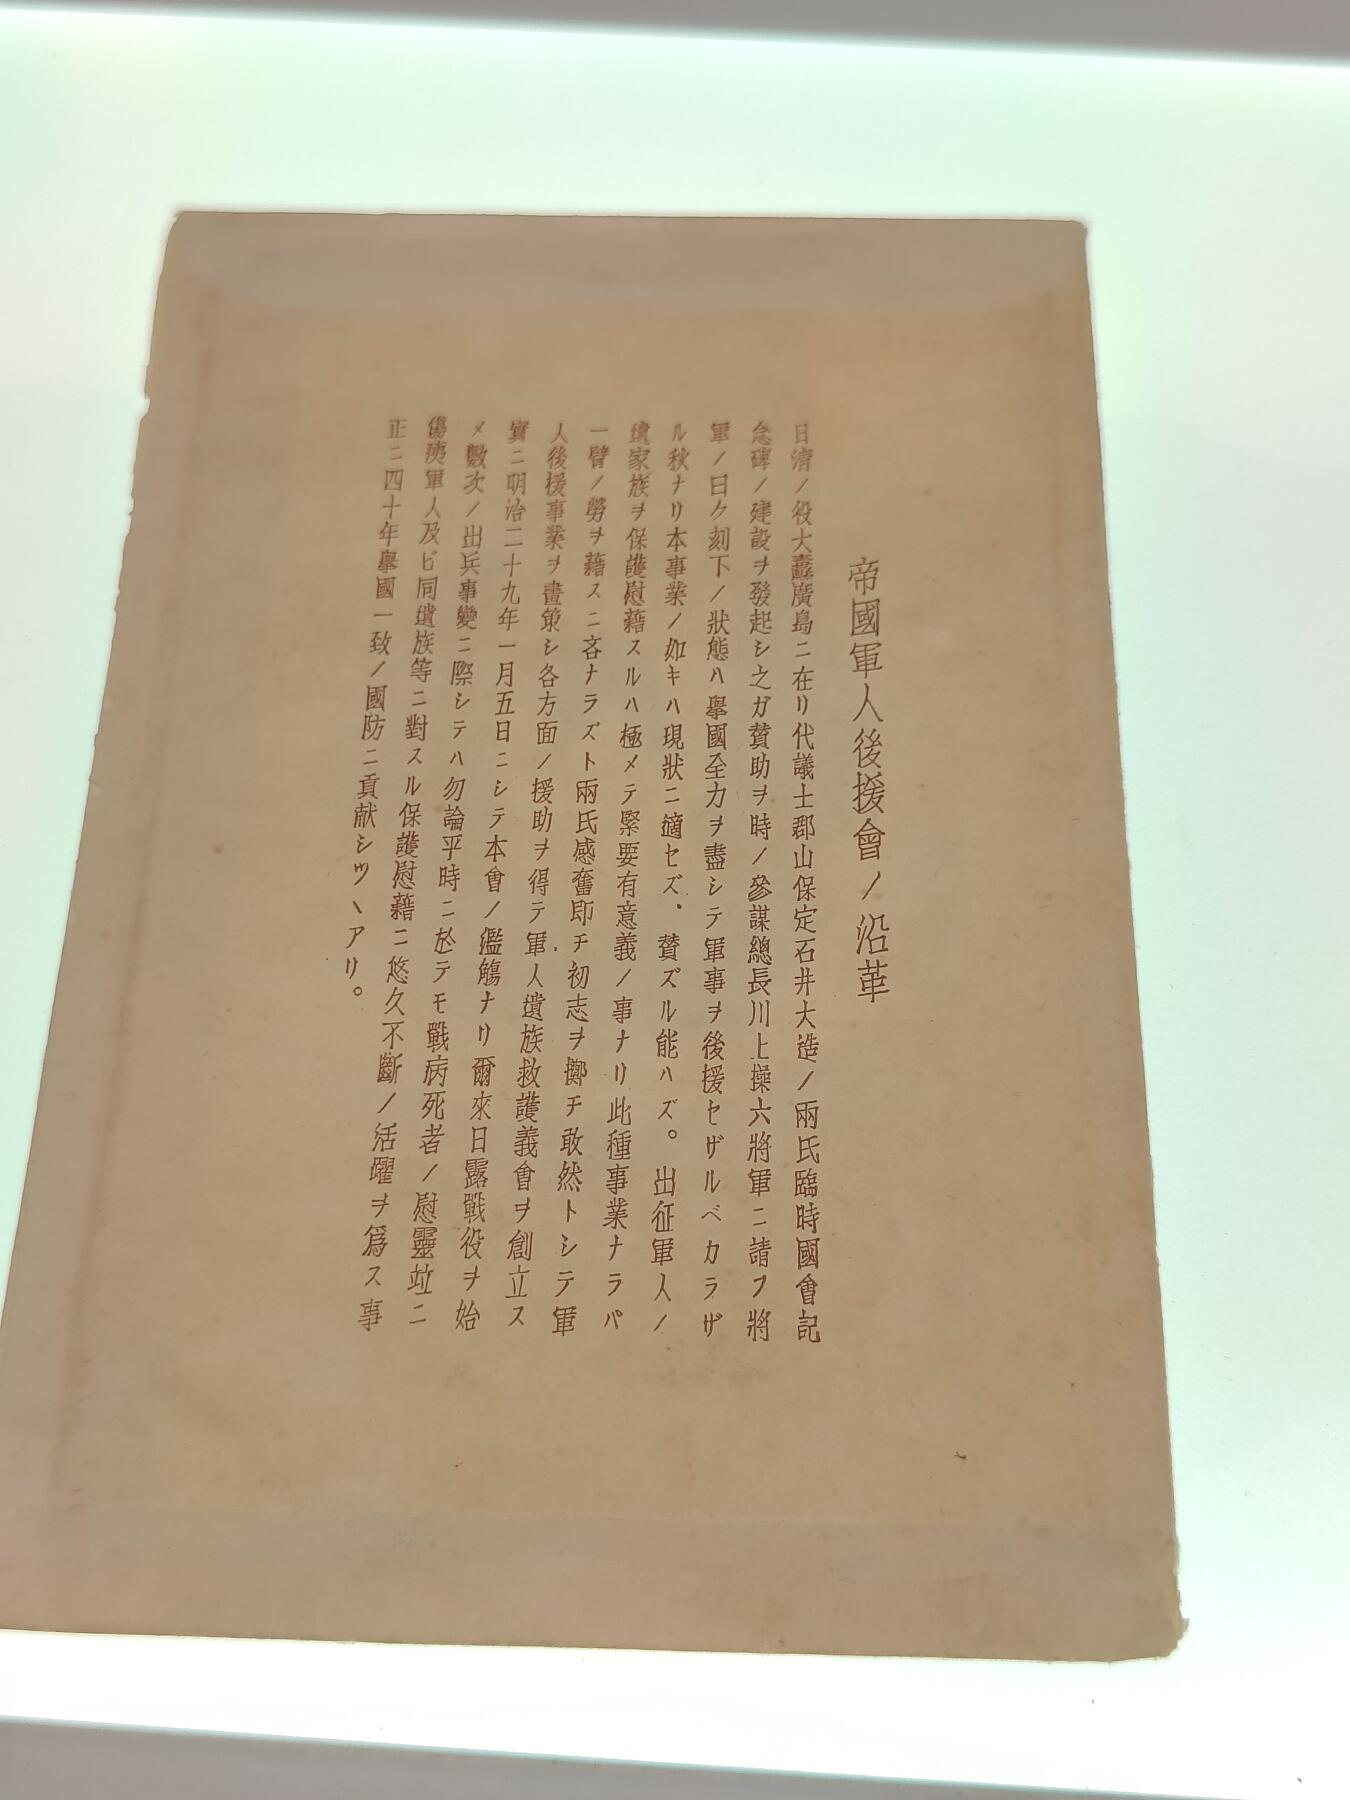 帝國軍人後援會ノ沿革
日清ノ役大纛廣島ニ在リ代議士郡山保定石井大造ノ兩氏臨時國會記
念碑ノ建設ヲ發起シ之ガ賛助ヲ時ノ參謀總長川上操六將軍ニ請フ將
軍ノ曰ク刻下ノ狀態ハ擧國全力ヲ盡シテ軍事ヲ後援セザルベカラザ
ル秋ナリ本事業ノ如キハ現狀ニ適セズ．賛ズル能ハズ。出征軍人ノ
遺家族ヲ保護慰藉スルハ極メテ緊要有意義ノ事ナリ此種事業ナラバ
一臂ノ勞ヲ藉スニ吝ナラズト兩氏感奮即チ初志ヲ擲チ敢然トシテ軍
人後援事業ヲ畫策シ各方面ノ援助ヲ得テ軍人遺族救護義會ヲ創立ス
實ニ明治二十九年一月五日ニシテ本會ノ濫觴ナリ爾來日露戰役ヲ始
メ數次ノ出兵事變ニ際シテハ勿論平時ニ於テモ戰病死者ノ慰靈竝ニ
傷痍軍人及ビ同遺族等ニ對スル保護慰藉ニ悠久不斷ノ活躍ヲ爲ス事
正ニ四十年擧國一致ノ國防ニ貢献シツヽアリ。